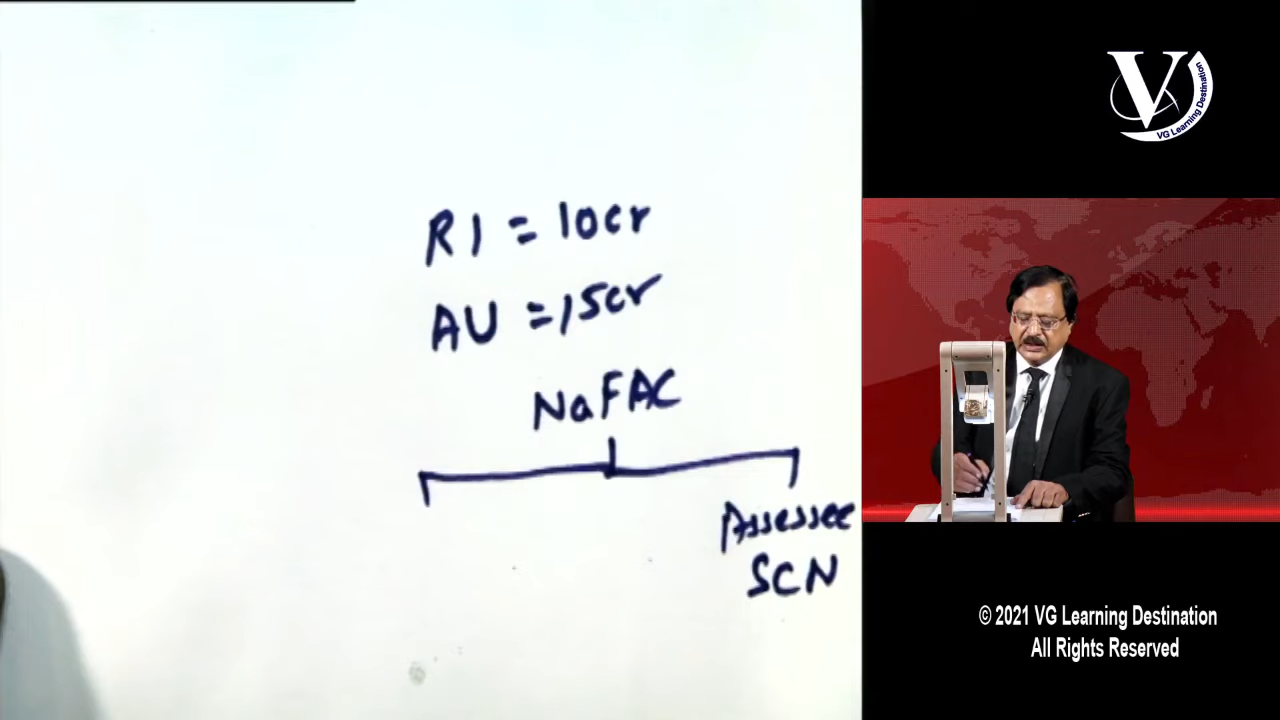 RI = 10cr
AU = 15cr
NaFAC
Assessee
SCN
V
VG Learning Destination
© 2021 VG Learning Destination
All Rights Reserved